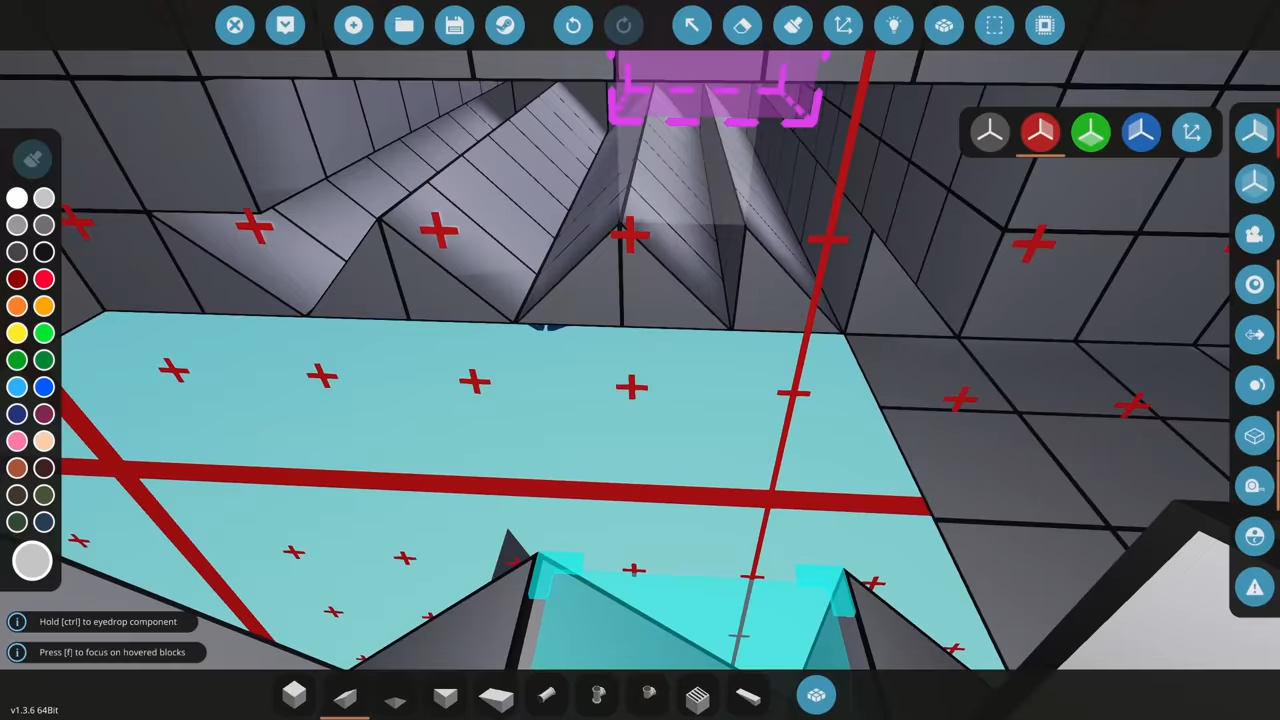 Hold [ctrl] to eyedrop component
Press [f] to focus on hovered blocks
v1.3.6 64Bit